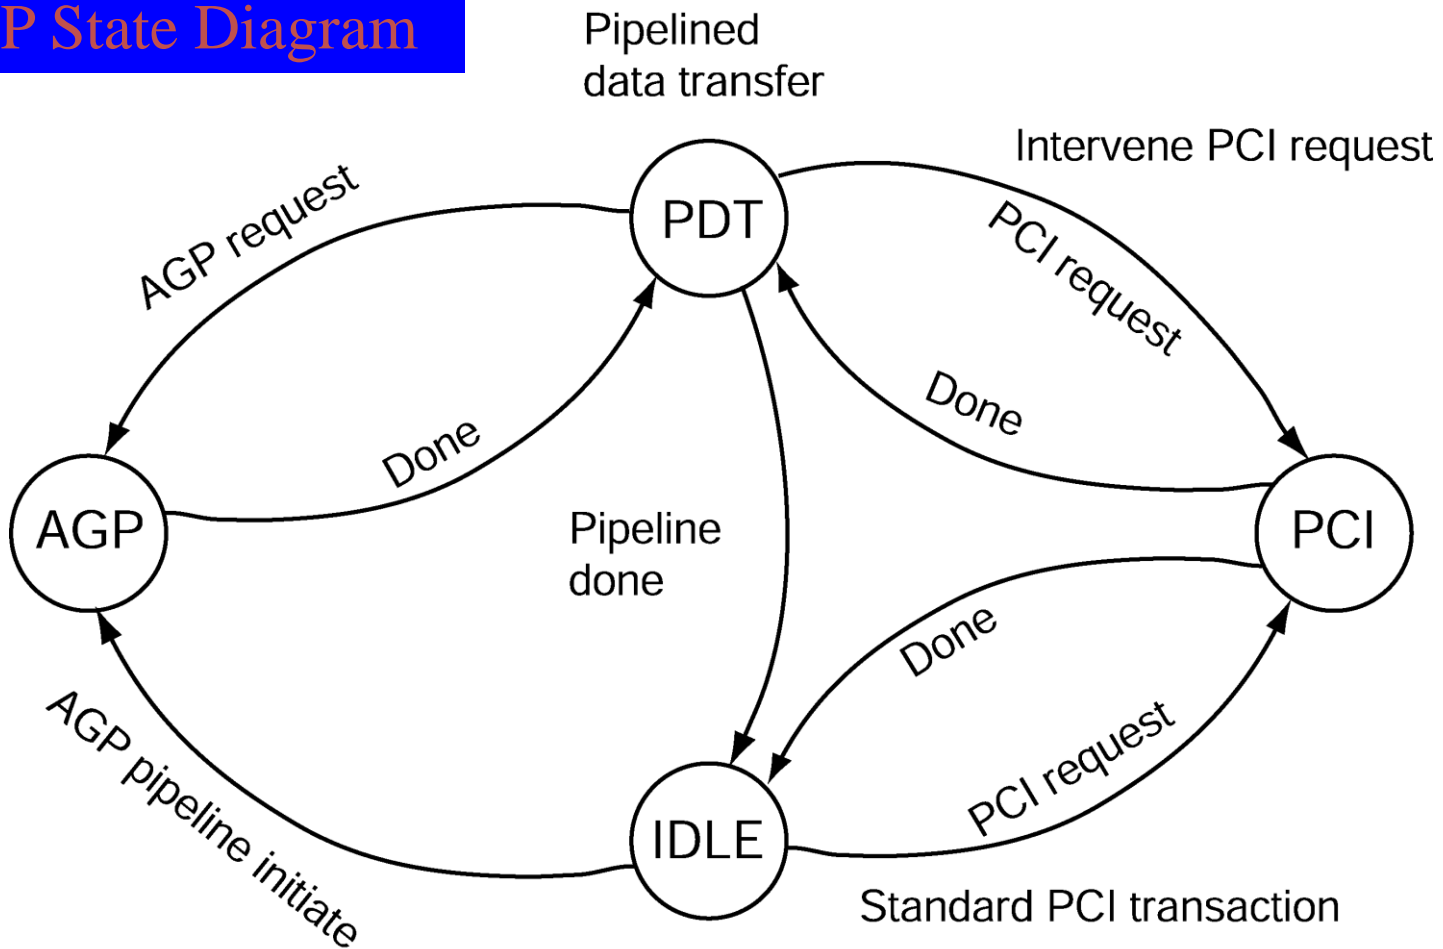 P State Diagram
Pipelined
data transfer
Intervene PCI request
AGP request
PDT
PCI request
Done
Done
AGP
Pipeline
done
PCI
Done
AGP pipeline initiate
PCI request
IDLE
Standard PCI transaction